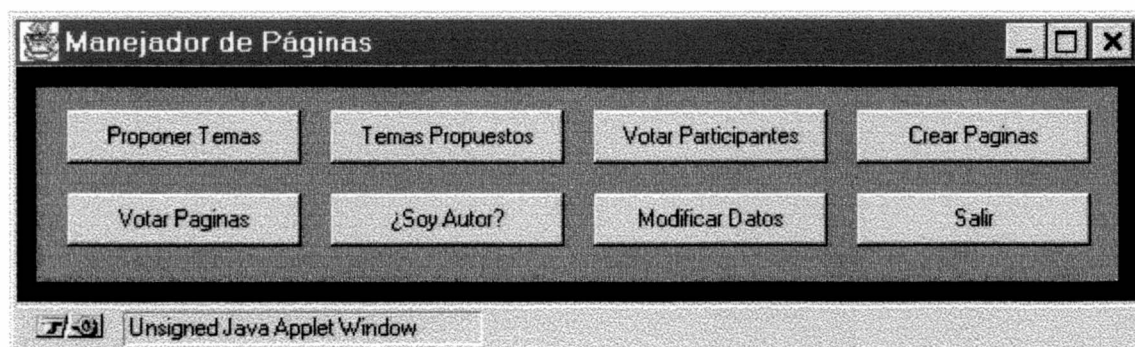 Manejador de Páginas
Proponer Temas Temas Propuestos Votar Participantes Crear Paginas
Votar Paginas ¿Soy Autor? Modificar Datos Salir
Unsigned Java Applet Window